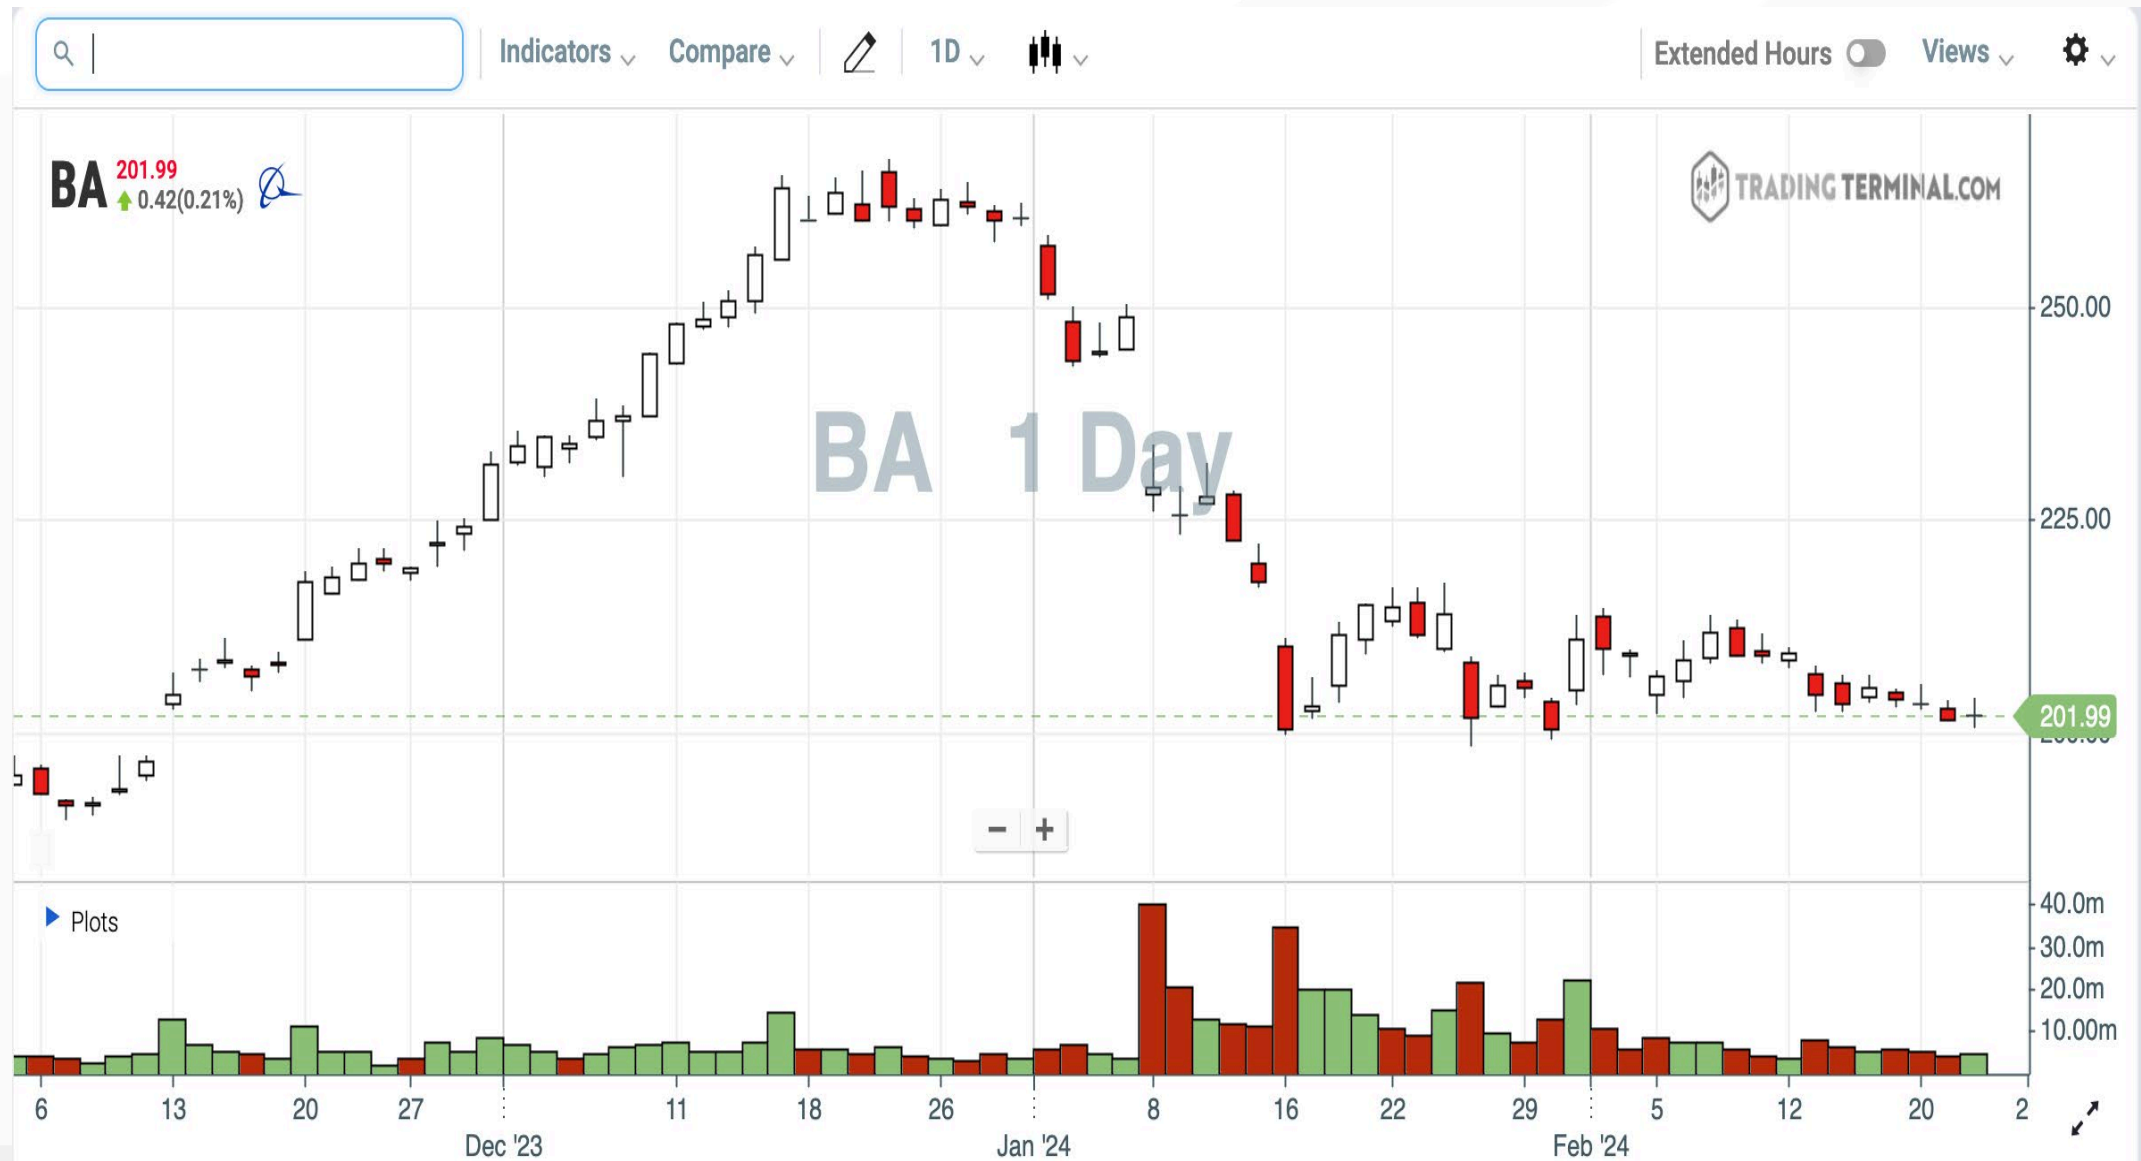 Indicators Compare 1D Extended Hours Views
BA 201.99
0.42(0.21%)
TRADING TERMINAL.COM
250.00
BA 1 Day
225.00
201.99
Plots
40.0m
30.0m
20.0m
10.00m
6 13 20 27 11 18 26 8 16 22 29 5 12 20 2
Dec '23 Jan '24 Feb '24